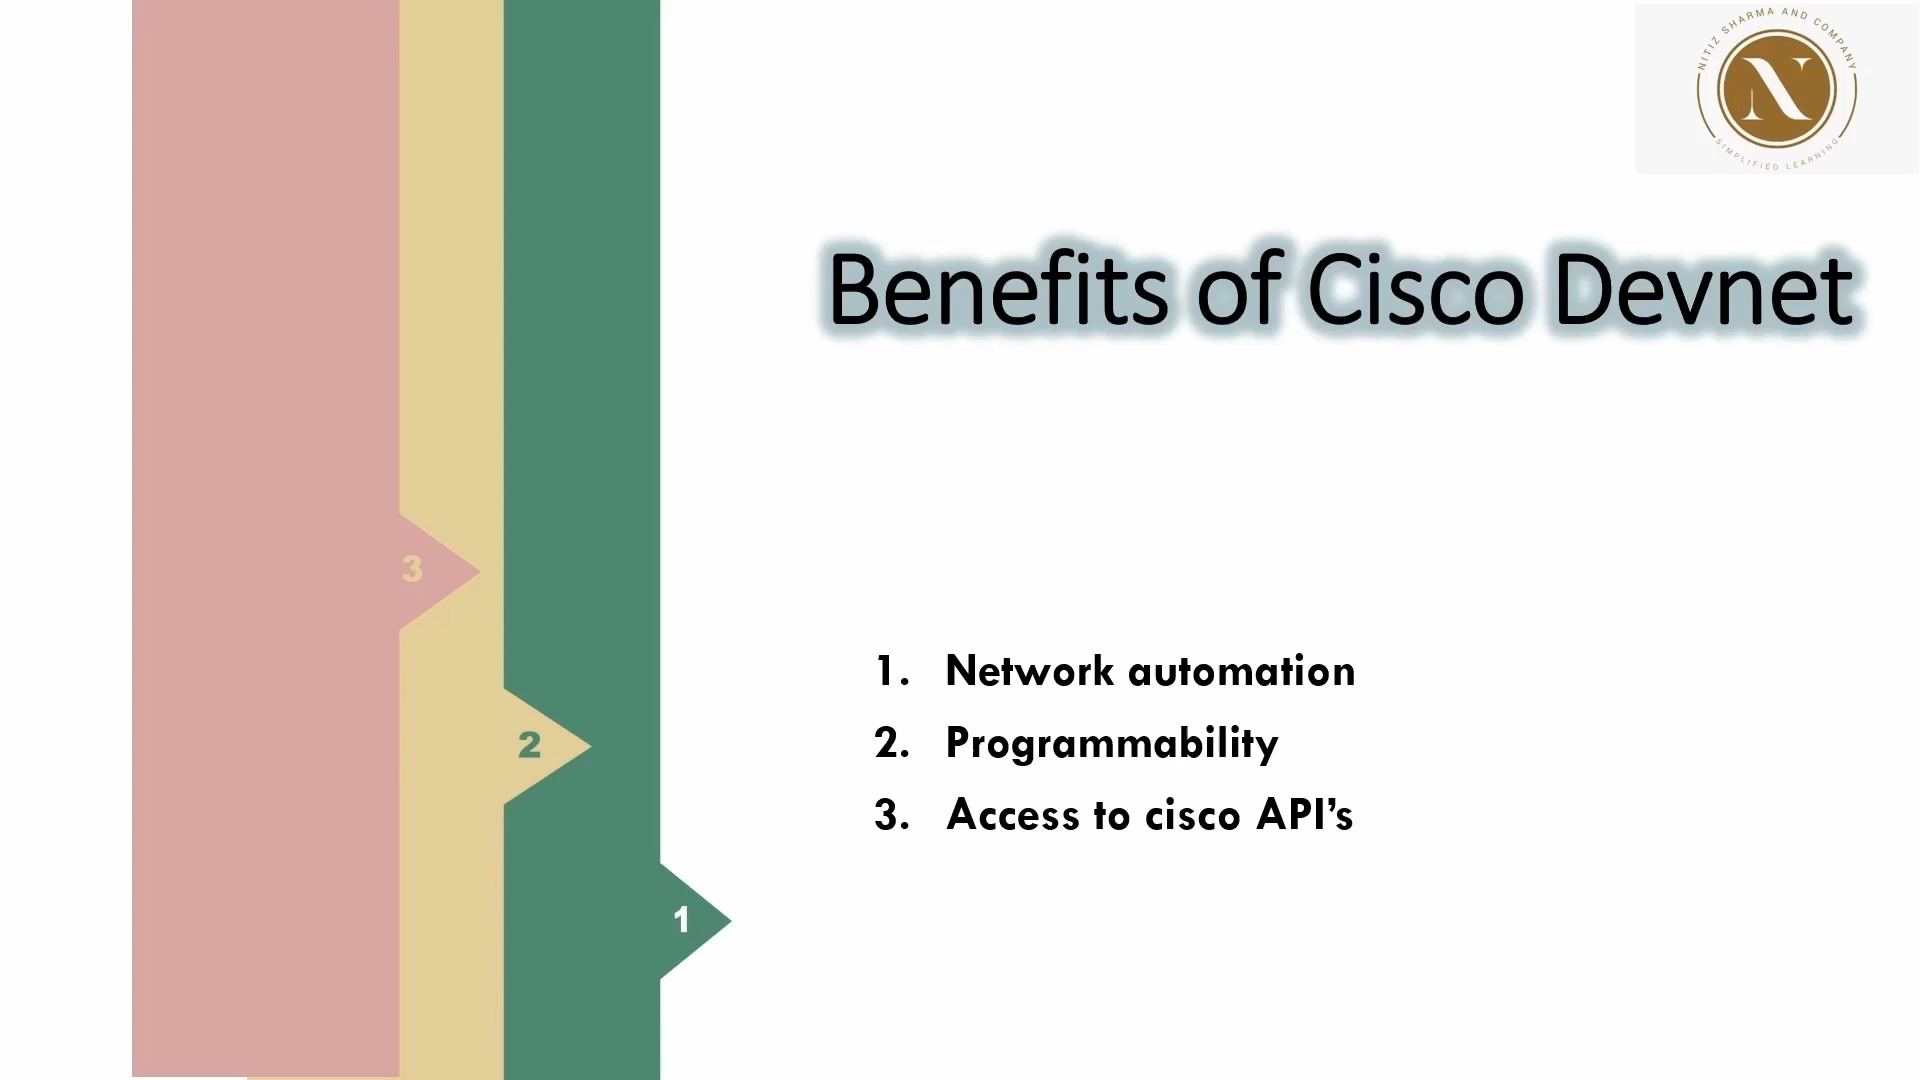 NITIZ SHARMA AND COMPANY
N
SIMPLIFIED LEARNING
Benefits of Cisco Devnet
3
2
1
1. Network automation
2. Programmability
3. Access to cisco API’s